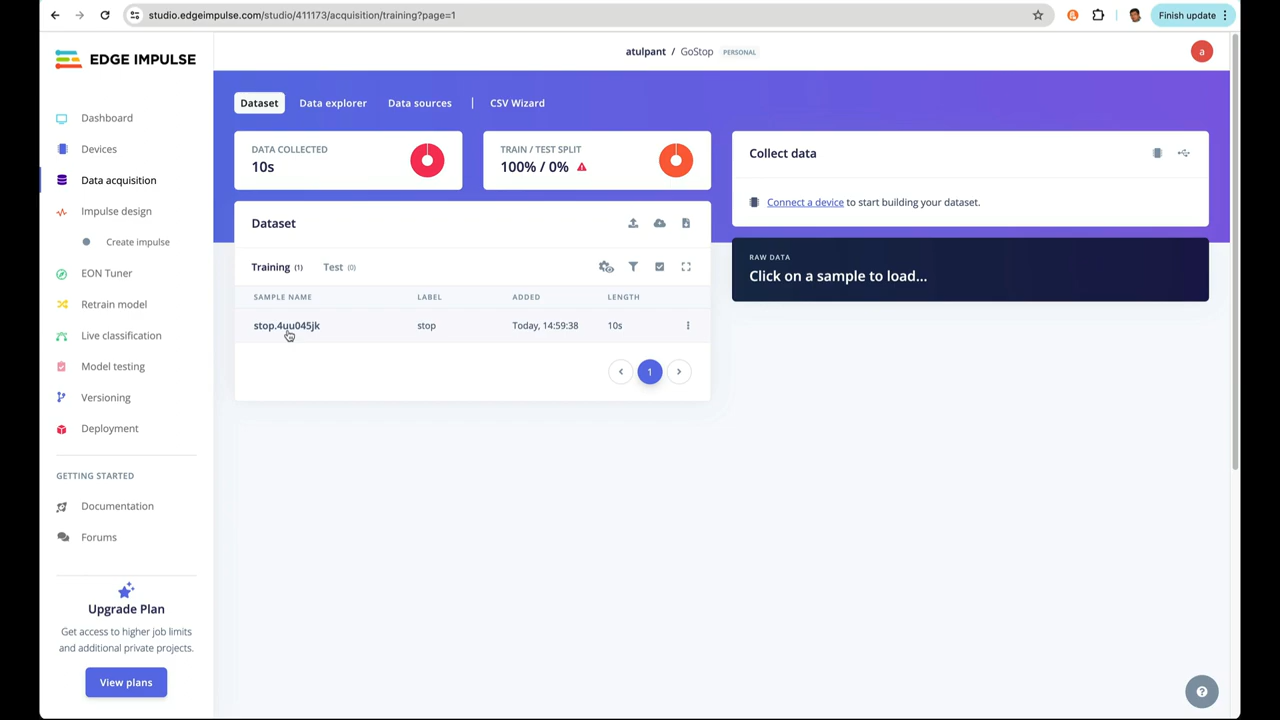 studio.edgeimpulse.com/studio/411173/acquisition/training?page=1
Finish update
EDGE IMPULSE
atulpant / GoStop PERSONAL
a
Dashboard
Devices
Data acquisition
Impulse design
Create impulse
EON Tuner
Retrain model
Live classification
Model testing
Versioning
Deployment
GETTING STARTED
Documentation
Forums
Upgrade Plan
Get access to higher job limits
and additional private projects.
View plans
Dataset Data explorer Data sources | CSV Wizard
DATA COLLECTED
10s
TRAIN / TEST SPLIT
100% / 0%
Collect data
Connect a device to start building your dataset.
RAW DATA
Click on a sample to load...
Dataset
Training (1) Test (0)
SAMPLE NAME LABEL ADDED LENGTH
stop.4uu045jk stop Today, 14:59:38 10s
1